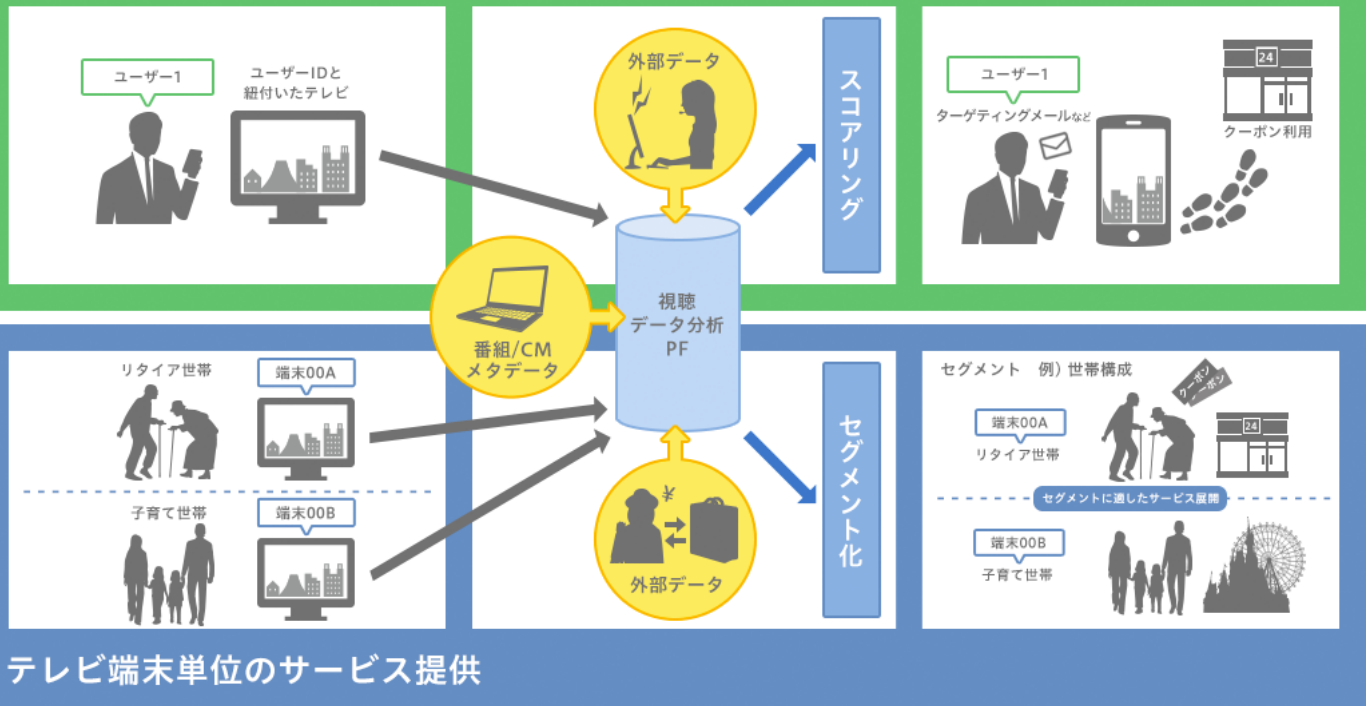 ユーザー1
ユーザーIDと
紐付いたテレビ
外部データ
スコアリング
ユーザー1
ターゲティングメールなど
24
クーポン利用
視聴
データ分析
PF
番組/CM
メタデータ
リタイア世帯
端末00A
子育て世帯
端末00B
外部データ
セグメント化
セグメント 例）世帯構成
クーポン
クーポン
端末00A
リタイア世帯
24
セグメントに適したサービス展開
端末00B
子育て世帯
テレビ端末単位のサービス提供